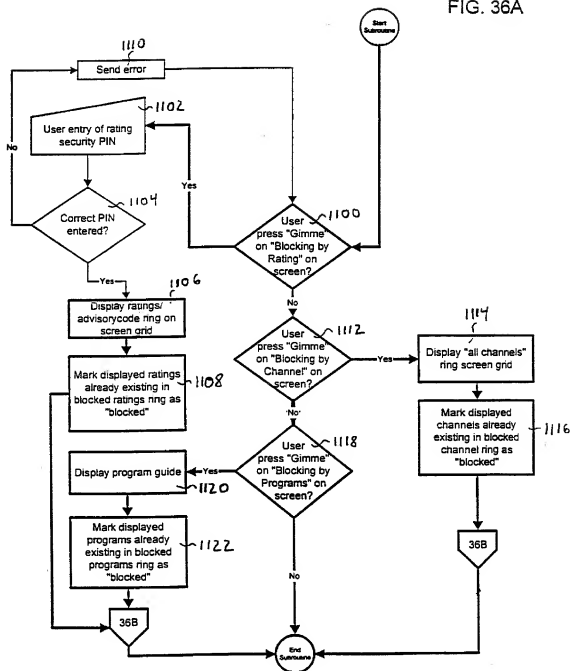 FIG. 36A
Start
Subroutine
1110
Send error
1102
User entry of rating
security PIN
No
Yes
1104
Correct PIN
entered?
1100
User
press "Gimme"
on "Blocking by
Rating" on
screen?
Yes
1106
No
Display ratings/
advisorycode ring on
screen grid
1112
User
press "Gimme"
on "Blocking by
Channel" on
screen?
Yes
1114
Display "all channels"
ring screen grid
Mark displayed ratings
already existing in
blocked ratings ring as
"blocked"
1108
No
Mark displayed
channels already
existing in blocked
channel ring as
"blocked"
1116
1118
User
press "Gimme"
on "Blocking by
Programs" on
screen?
Yes
Display program guide
1120
Mark displayed
programs already
existing in blocked
programs ring as
"blocked"
1122
36B
No
36B
End
Subroutine